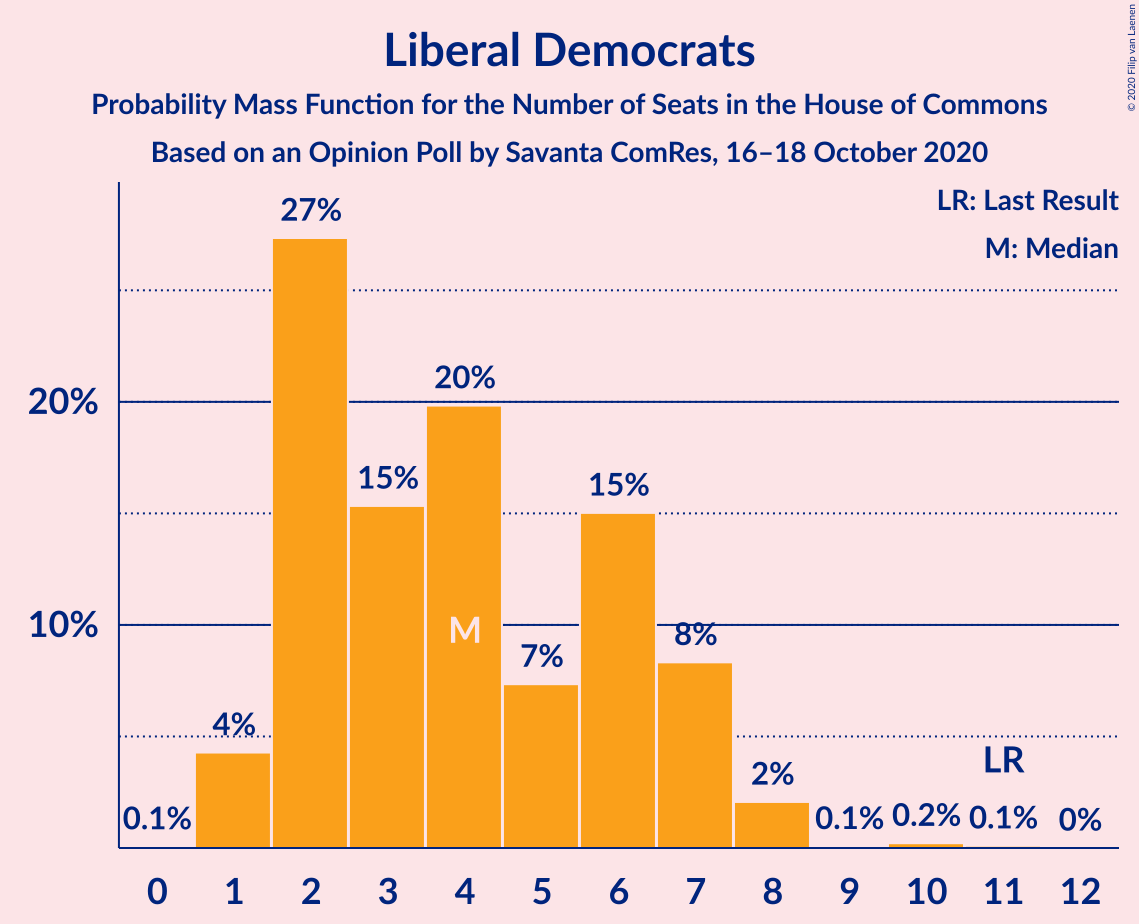 Liberal Democrats
Probability Mass Function for the Number of Seats in the House of Commons
Based on an Opinion Poll by Savanta ComRes, 16–18 October 2020
© 2020 Filip van Laenen
LR: Last Result
M: Median
27%
20%
20%
15%
15%
M
10%
8%
7%
4%
LR
2%
0.1%
0.1%
0.2%
0.1%
0%
0 1 2 3 4 5 6 7 8 9 10 11 12